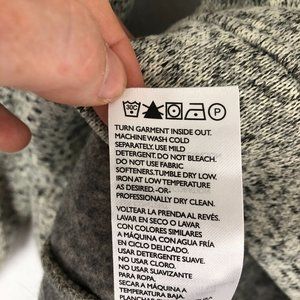 30C P
TURN GARMENT INSIDE OUT.
MACHINE WASH COLD
SEPARATELY. USE MILD
DETERGENT. DO NOT BLEACH.
DO NOT USE FABRIC
SOFTENERS. TUMBLE DRY LOW.
IRON AT LOW TEMPERATURE
AS DESIRED. -OR-
PROFESSIONALLY DRY CLEAN.
VOLTEAR LA PRENDA AL REVÉS.
LAVAR EN SECO O LAVAR
CON COLORES SIMILARES
A MÁQUINA CON AGUA FRÍA
EN CICLO DELICADO.
USAR DETERGENTE SUAVE.
NO USAR CLORO.
NO USAR SUAVIZANTE
PARA ROPA.
SECAR A MÁQUINA A
TEMPERATURA BAJA.
PLANCHAR